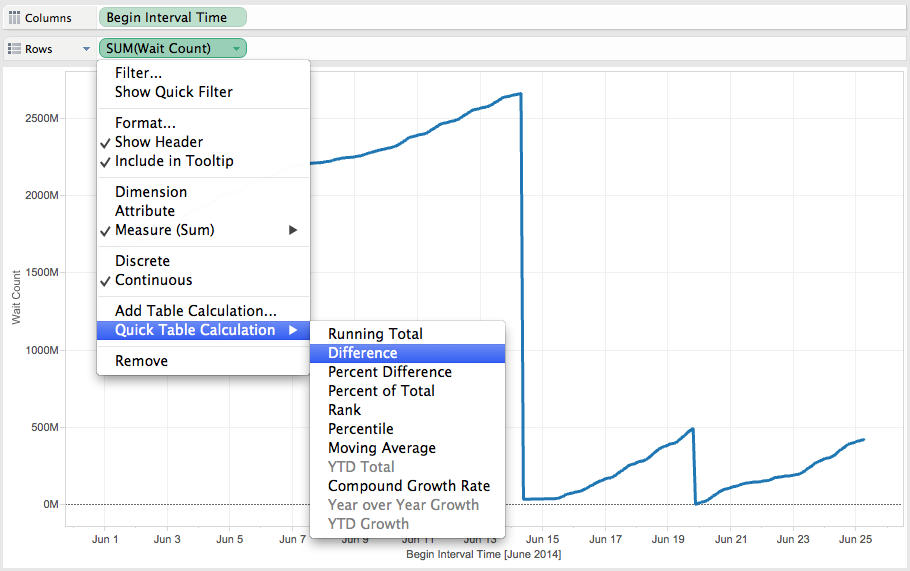 Columns
Begin Interval Time
Rows
SUM(Wait Count)
Filter...
Show Quick Filter
Format...
Show Header
Include in Tooltip
Dimension
Attribute
Measure (Sum)
Discrete
Continuous
Add Table Calculation...
Quick Table Calculation
Remove
Running Total
Difference
Percent Difference
Percent of Total
Rank
Percentile
Moving Average
YTD Total
Compound Growth Rate
Year over Year Growth
YTD Growth
Wait Count
2500M
2000M
1500M
1000M
500M
0M
Jun 1
Jun 3
Jun 5
Jun 7
Jun 9
Jun 11
Jun 13
Jun 15
Jun 17
Jun 19
Jun 21
Jun 23
Jun 25
Begin Interval Time [June 2014]